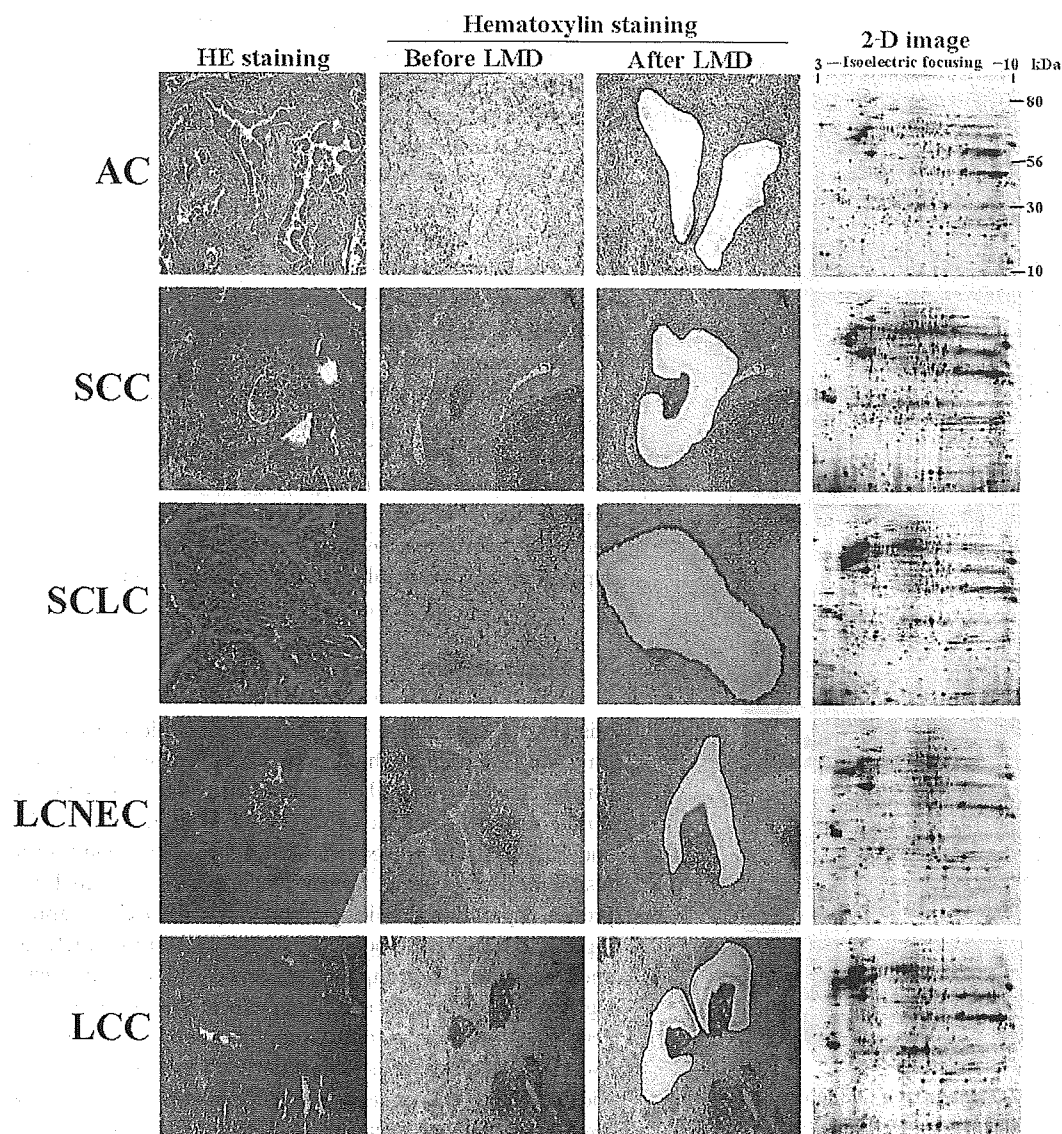 Hematoxylin staining
HE staining Before LMD After LMD 2-D image
3 — Isoelectric focusing — 10 kDa
AC
80
56
30
10
SCC
SCLC
LCNEC
LCC